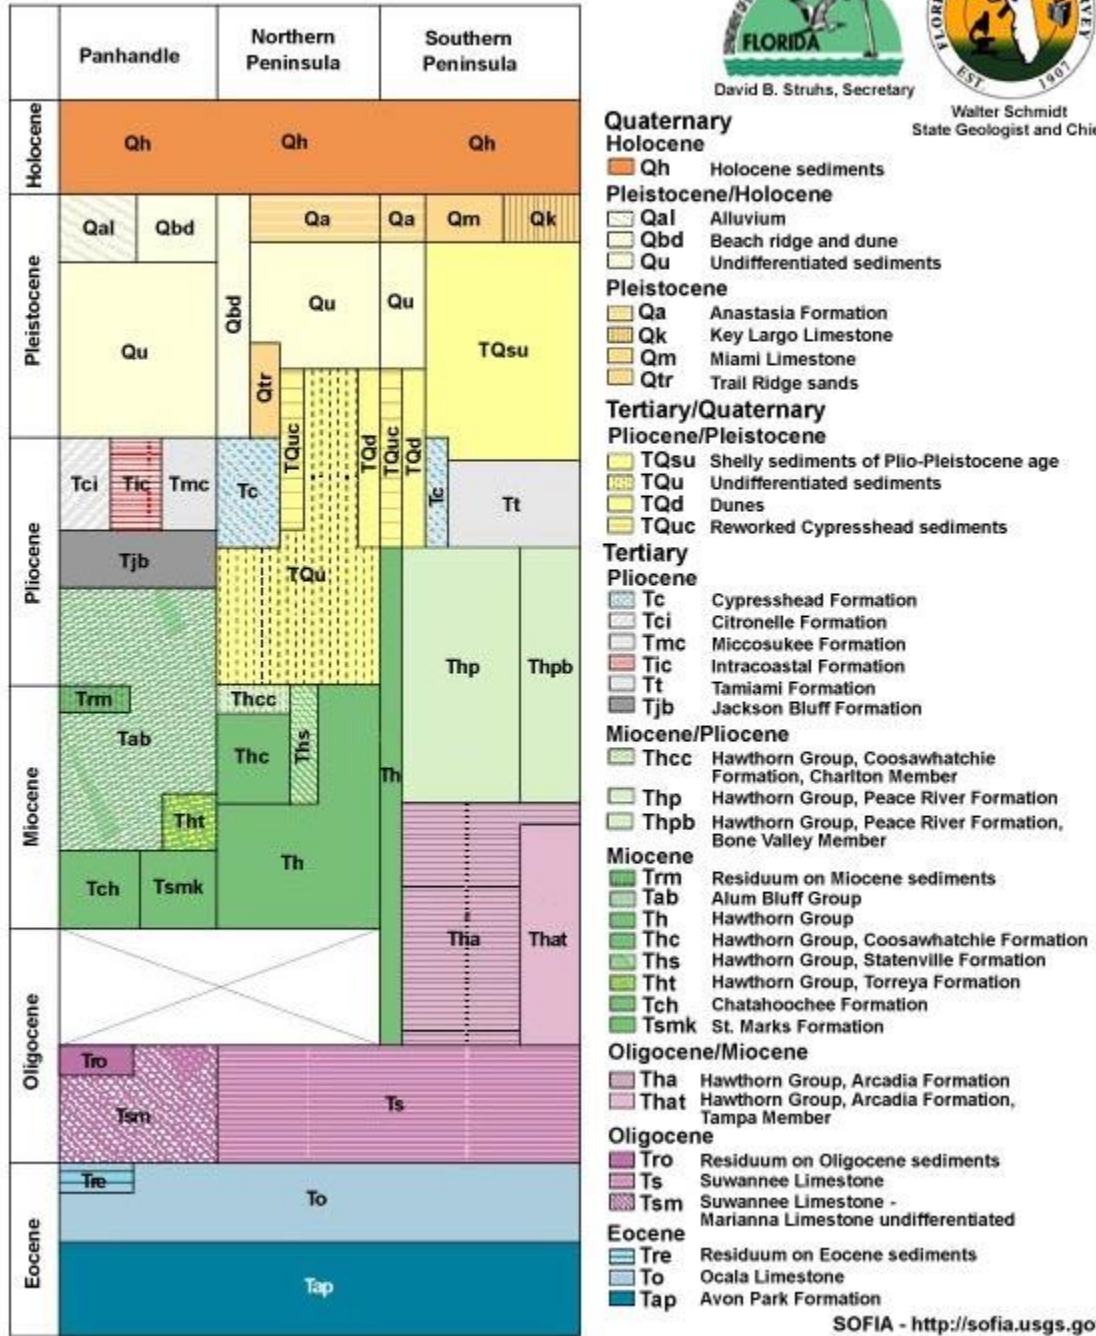 Panhandle
Northern
Peninsula
Southern
Peninsula
Holocene
Qh
Qh
Qh
Pleistocene
Qal
Qbd
Qbd
Qa
Qa
Qm
Qk
Qu
Qu
Qu
TQsu
Qtr
TQuc
TQd
TQuc
TQd
Pliocene
Tci
Tic
Tmc
Tc
Tc
Tt
Tjb
TQu
Thp
Thpb
Miocene
Trm
Tab
Thcc
Thc
Ths
Th
Tht
Th
Tch
Tsmk
Oligocene
Tha
That
Tro
Tsm
Ts
Eocene
Tre
To
Tap
FLORIDA
David B. Struhs, Secretary
EST. 1907
Walter Schmidt
State Geologist and Chie
Quaternary
Holocene
Qh Holocene sediments
Pleistocene/Holocene
Qal Alluvium
Qbd Beach ridge and dune
Qu Undifferentiated sediments
Pleistocene
Qa Anastasia Formation
Qk Key Largo Limestone
Qm Miami Limestone
Qtr Trail Ridge sands
Tertiary/Quaternary
Pliocene/Pleistocene
TQsu Shelly sediments of Plio-Pleistocene age
TQu Undifferentiated sediments
TQd Dunes
TQuc Reworked Cypresshead sediments
Tertiary
Pliocene
Tc Cypresshead Formation
Tci Citronelle Formation
Tmc Miccosukee Formation
Tic Intracoastal Formation
Tt Tamiami Formation
Tjb Jackson Bluff Formation
Miocene/Pliocene
Thcc Hawthorn Group, Coosawhatchie
Formation, Charlton Member
Thp Hawthorn Group, Peace River Formation
Thpb Hawthorn Group, Peace River Formation,
Bone Valley Member
Miocene
Trm Residuum on Miocene sediments
Tab Alum Bluff Group
Th Hawthorn Group
Thc Hawthorn Group, Coosawhatchie Formation
Ths Hawthorn Group, Statenville Formation
Tht Hawthorn Group, Torreya Formation
Tch Chatahoochee Formation
Tsmk St. Marks Formation
Oligocene/Miocene
Tha Hawthorn Group, Arcadia Formation
That Hawthorn Group, Arcadia Formation,
Tampa Member
Oligocene
Tro Residuum on Oligocene sediments
Ts Suwannee Limestone
Tsm Suwannee Limestone -
Marianna Limestone undifferentiated
Eocene
Tre Residuum on Eocene sediments
To Ocala Limestone
Tap Avon Park Formation
SOFIA - http://sofia.usgs.go